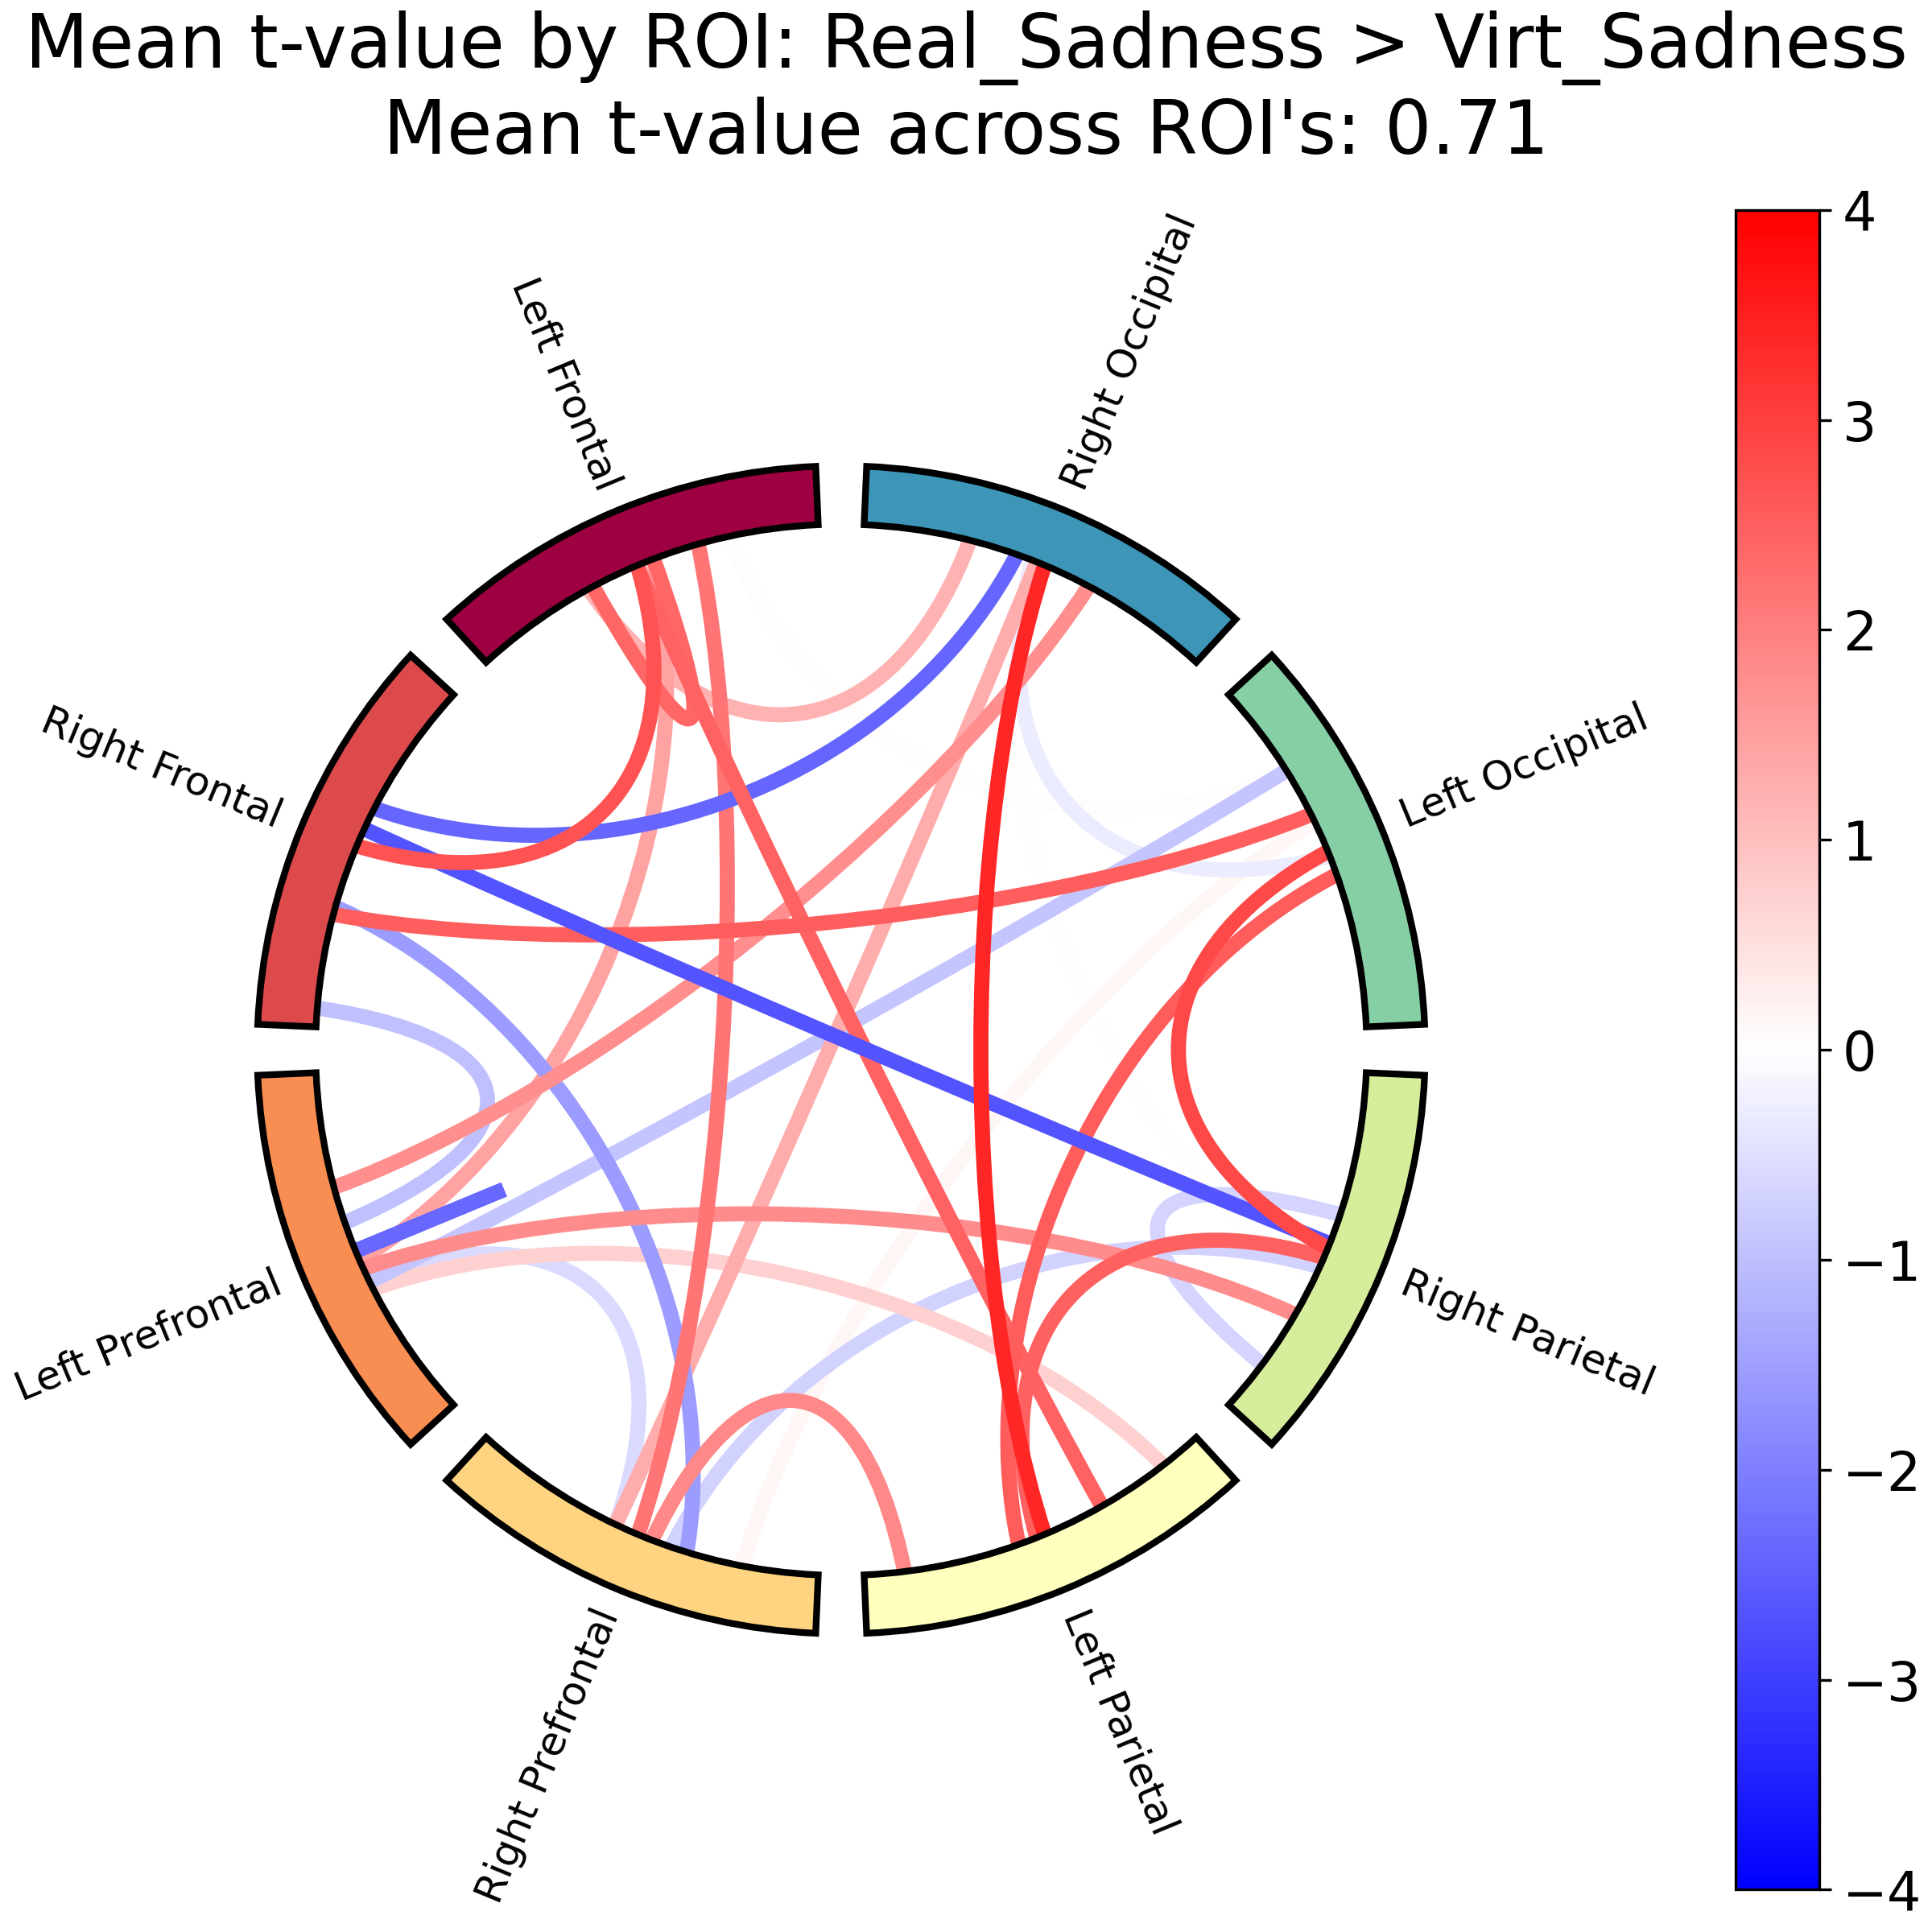 Mean t-value by ROI: Real_Sadness > Virt_Sadness
Mean t-value across ROI's: 0.71
Left Frontal
Right Occipital
Right Frontal
Left Occipital
Left Prefrontal
Right Parietal
Right Prefrontal
Left Parietal
4
3
2
1
0
−1
−2
−3
−4